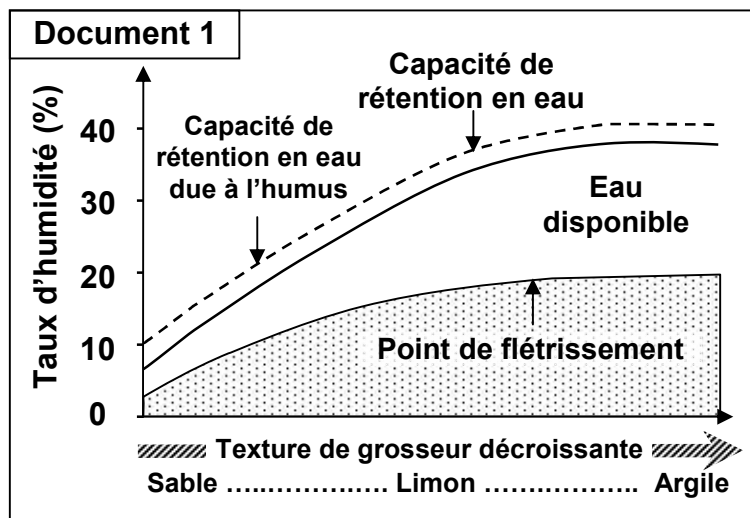 Document 1
Taux d'humidité (%)
40
30
20
10
0
Capacité de
rétention en eau
due à l'humus
Capacité de
rétention en eau
Eau
disponible
Point de flétrissement
Texture de grosseur décroissante
Sable ………………. Limon ………………….. Argile